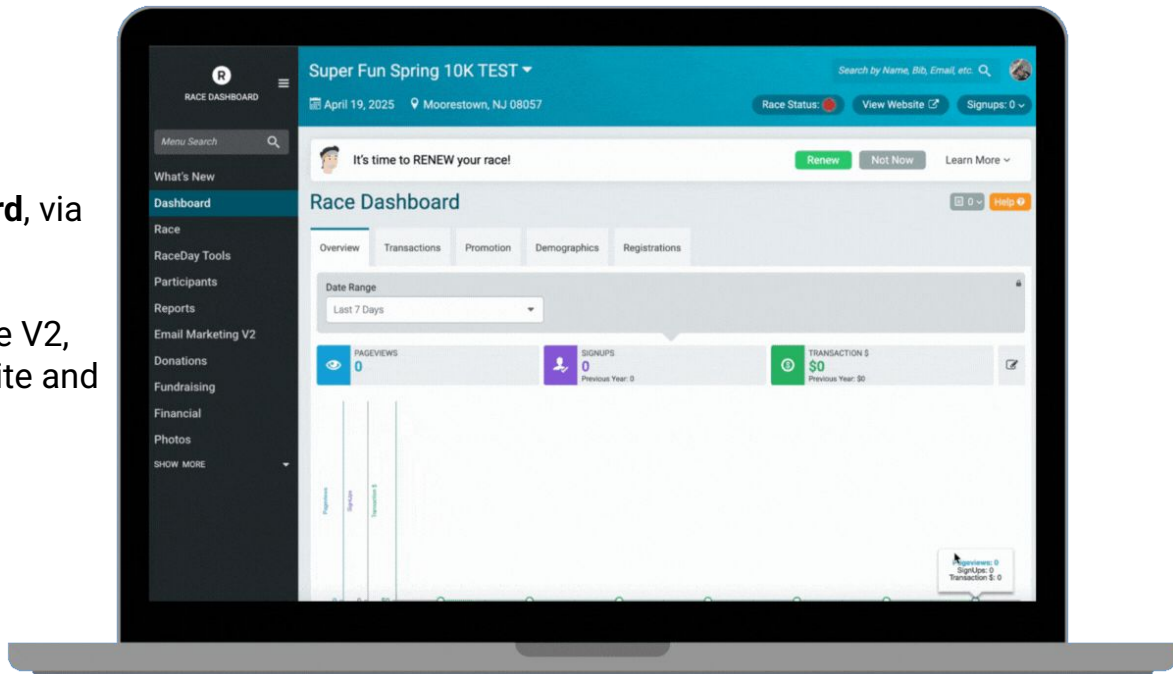 rd, via
e V2,
ite and
R
RACE DASHBOARD
Menu Search
What's New
Dashboard
Race
RaceDay Tools
Participants
Reports
Email Marketing V2
Donations
Fundraising
Financial
Photos
SHOW MORE
Super Fun Spring 10K TEST
Search by Name, Bib, Email, etc.
April 19, 2025 Moorestown, NJ 08057
Race Status: View Website Signups: 0
It's time to RENEW your race!
Renew Not Now Learn More
Race Dashboard
0 Help
Overview Transactions Promotion Demographics Registrations
Date Range
Last 7 Days
PAGEVIEWS
0
SIGNUPS
0
Previous Year: 0
TRANSACTION $
$0
Previous Year: $0
Pageviews
SignUps
Transaction $
Pageviews: 0
SignUps: 0
Transaction $: 0